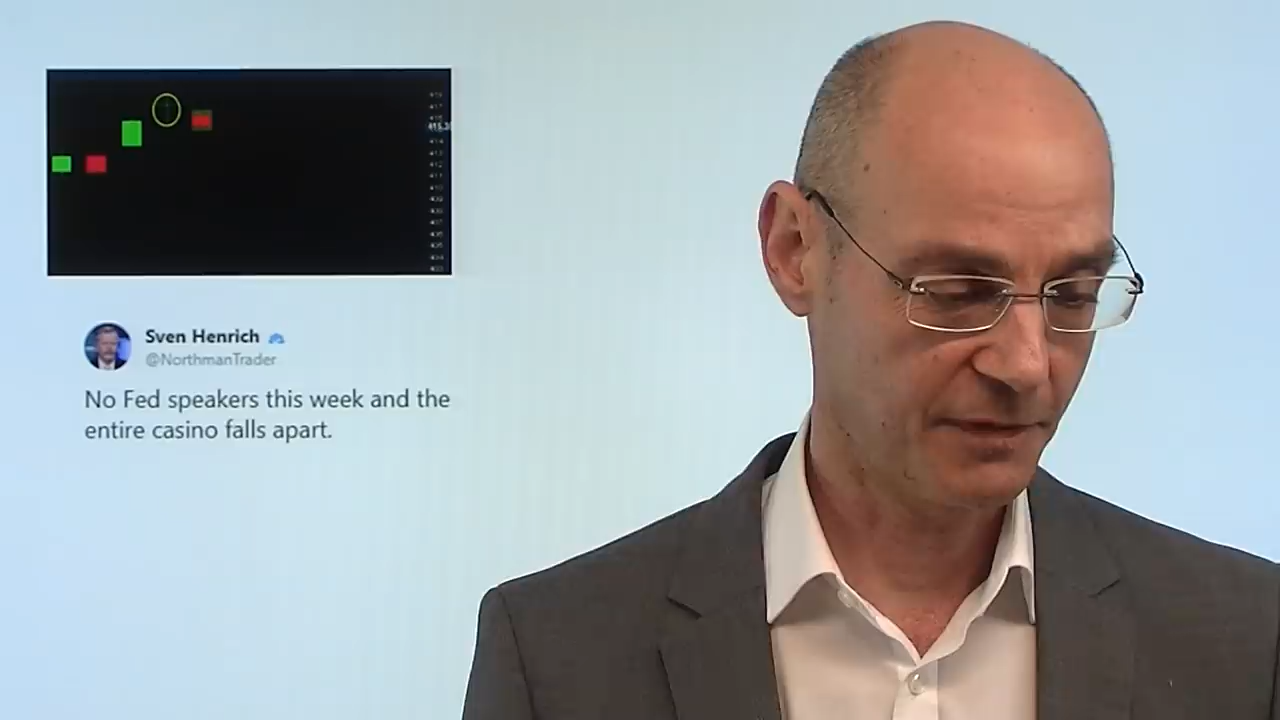 Sven Henrich
@NorthmanTrader
No Fed speakers this week and the
entire casino falls apart.